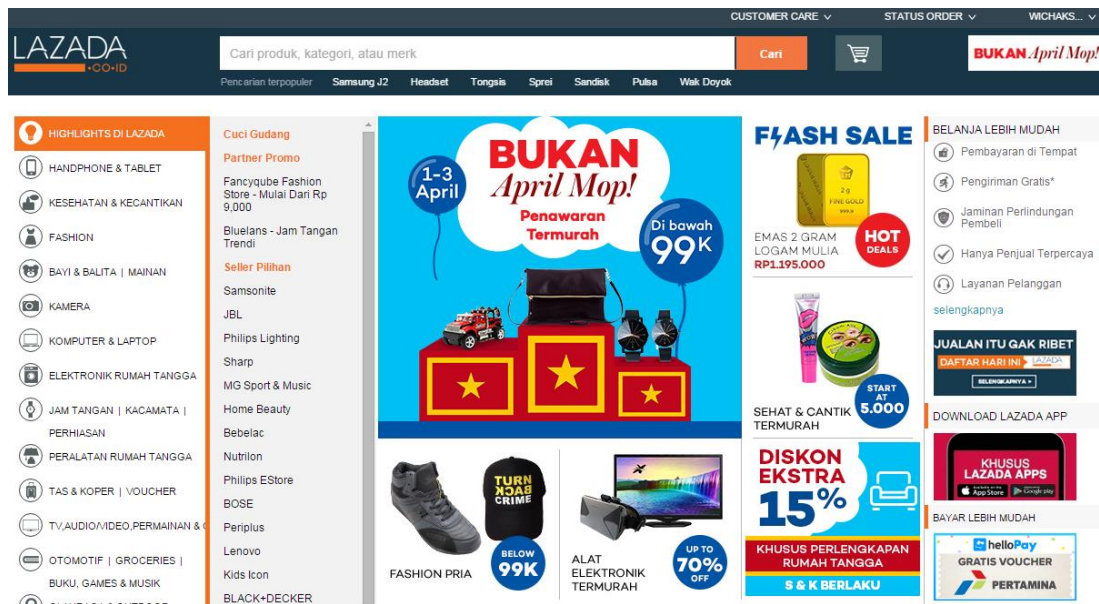 CUSTOMER CARE
STATUS ORDER
WICHAKS...
LAZADA
.CO.ID
Cari produk, kategori, atau merk
Cari
BUKAN April Mop!
Pencarian terpopuler Samsung J2 Headset Tongsis Sprei Sandisk Pulsa Wak Doyok
HIGHLIGHTS DI LAZADA
HANDPHONE & TABLET
KESEHATAN & KECANTIKAN
FASHION
BAYI & BALITA | MAINAN
KAMERA
KOMPUTER & LAPTOP
ELEKTRONIK RUMAH TANGGA
JAM TANGAN | KACAMATA |
PERHIASAN
PERALATAN RUMAH TANGGA
TAS & KOPER | VOUCHER
TV,AUDIO/VIDEO,PERMAINAN &
OTOMOTIF | GROCERIES |
BUKU, GAMES & MUSIK
Cuci Gudang
Partner Promo
Fancyqube Fashion
Store - Mulai Dari Rp
9,000
Bluelans - Jam Tangan
Trendi
Seller Pilihan
Samsonite
JBL
Philips Lighting
Sharp
MG Sport & Music
Home Beauty
Bebelac
Nutrilon
Philips EStore
BOSE
Periplus
Lenovo
Kids Icon
BLACK+DECKER
1-3
April
BUKAN
April Mop!
Penawaran
Termurah
Di bawah
99K
TURN
BACK
CRIME
FASHION PRIA
BELOW
99K
ALAT
ELEKTRONIK
TERMURAH
UP TO
70%
OFF
FLASH SALE
2 g
FINE GOLD
999.9
EMAS 2 GRAM
LOGAM MULIA
RP1.195.000
HOT
DEALS
SEHAT & CANTIK
TERMURAH
START
AT
5.000
DISKON
EKSTRA
15%
KHUSUS PERLENGKAPAN
RUMAH TANGGA
S & K BERLAKU
BELANJA LEBIH MUDAH
Pembayaran di Tempat
Pengiriman Gratis*
Jaminan Perlindungan
Pembeli
Hanya Penjual Terpercaya
Layanan Pelanggan
selengkapnya
JUALAN ITU GAK RIBET
DAFTAR HARI INI LAZADA
SELENGKAPNYA
DOWNLOAD LAZADA APP
KHUSUS
LAZADA APPS
App Store Google play
BAYAR LEBIH MUDAH
helloPay
GRATIS VOUCHER
PERTAMINA